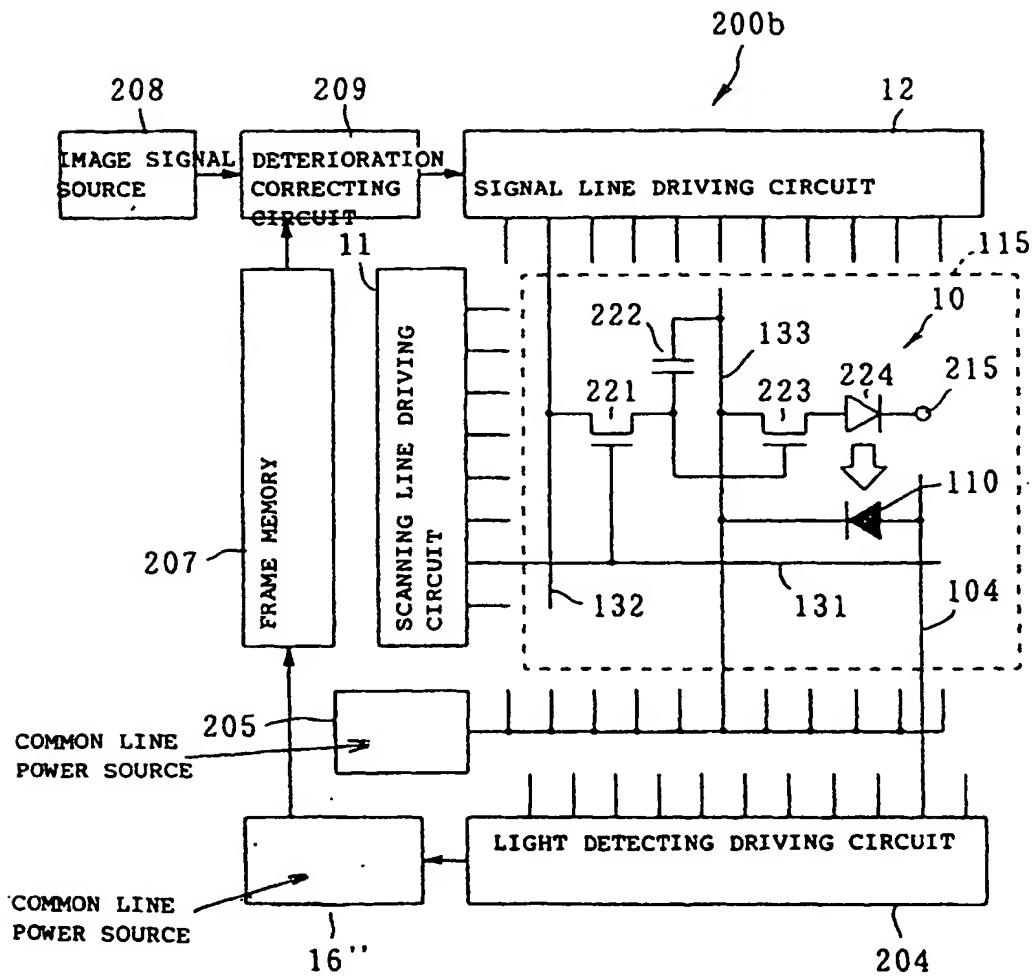 200b
208
209
12
IMAGE SIGNAL
SOURCE
DETERIORATION
CORRECTING
CIRCUIT
SIGNAL LINE DRIVING CIRCUIT
11
115
222
133
10
224
215
221
223
110
FRAME MEMORY
SCANNING LINE DRIVING
CIRCUIT
207
132
131
104
205
COMMON LINE
POWER SOURCE
LIGHT DETECTING DRIVING CIRCUIT
COMMON LINE
POWER SOURCE
16''
204